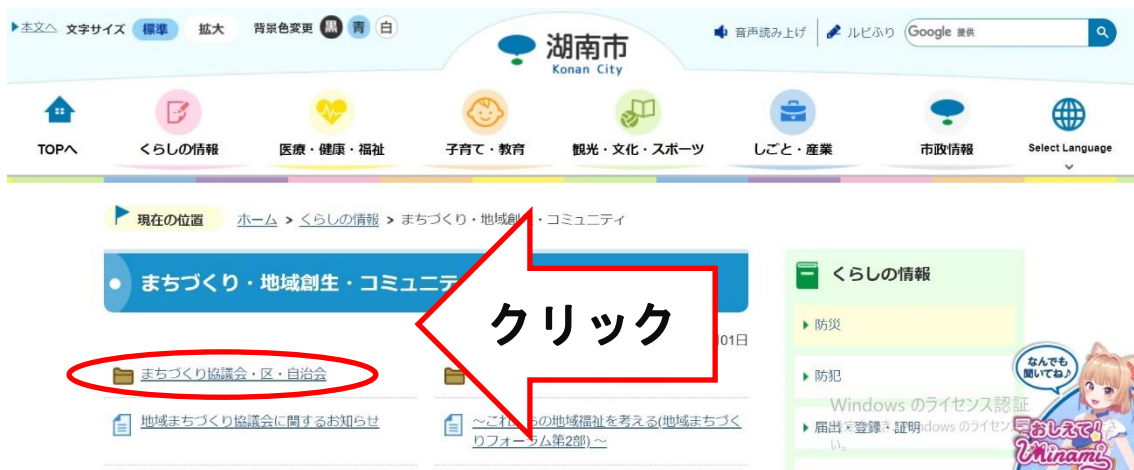 本文へ 文字サイズ 標準 拡大 背景色変更 黒 青 白
湖南市
Konan City
音声読み上げ ルビふり Google 提供
TOPへ くらしの情報 医療・健康・福祉 子育て・教育 観光・文化・スポーツ しごと・産業 市政情報 Select Language
現在の位置 ホーム > くらしの情報 > まちづくり・地域創生・コミュニティ
まちづくり・地域創生・コミュニテ
クリック
01日
まちづくり協議会・区・自治会
地域まちづくり協議会に関するお知らせ
～これ らの地域福祉を考える(地域まちづく
りフォーラム第2部)～
くらしの情報
防災
防犯
届出・登録・証明
Windows のライセンス認証
なんでも
聞いてね♪
おしえて!
Minami